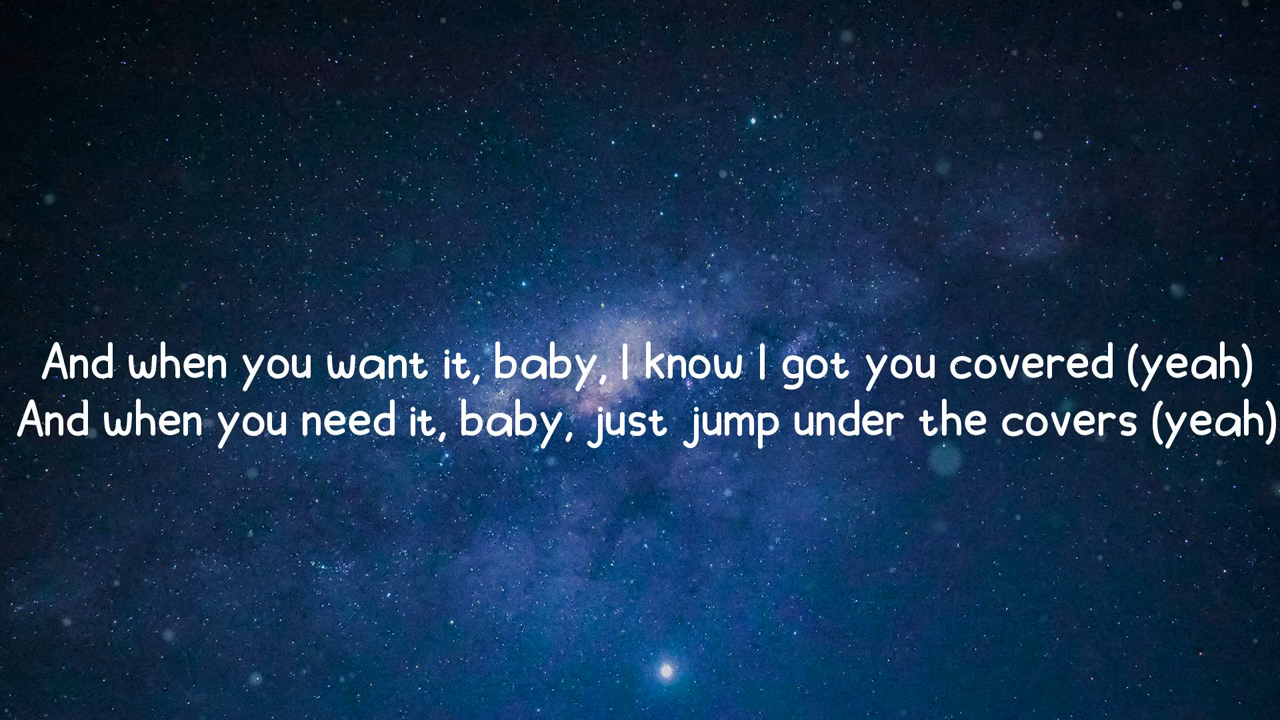 And when you want it, baby, I know I got you covered (yeah)
And when you need it, baby, just jump under the covers (yeah)